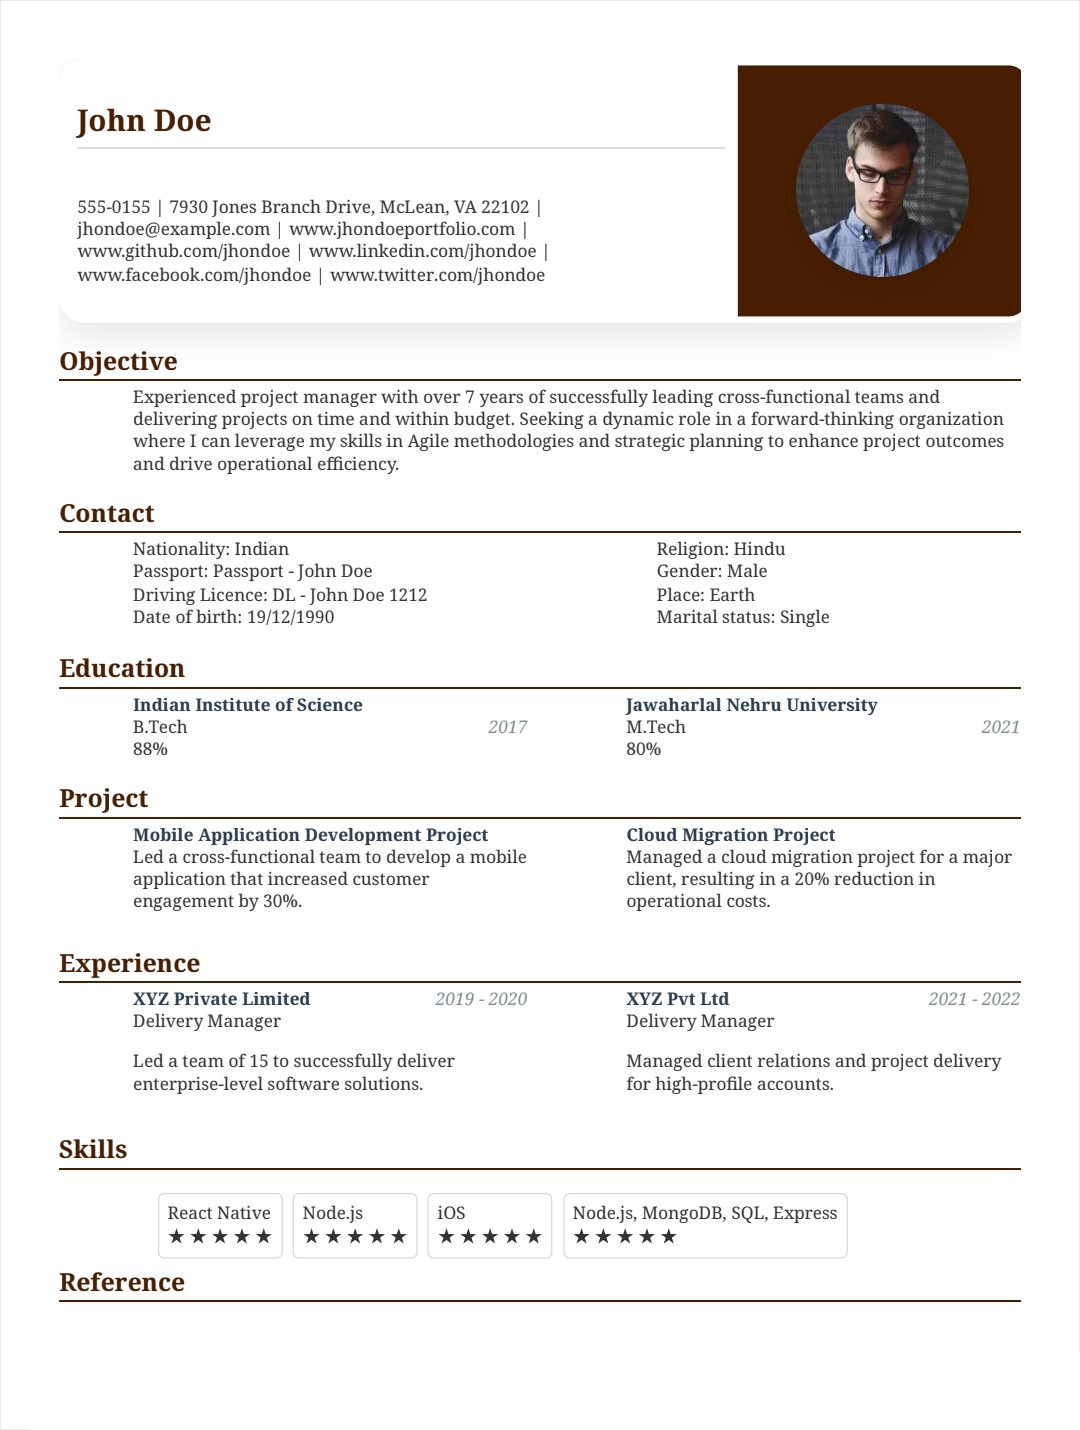 John Doe
555-0155 | 7930 Jones Branch Drive, McLean, VA 22102 |
jhondoe@example.com | www.jhondoeportfolio.com |
www.github.com/jhondoe | www.linkedin.com/jhondoe |
www.facebook.com/jhondoe | www.twitter.com/jhondoe
Objective
Experienced project manager with over 7 years of successfully leading cross-functional teams and
delivering projects on time and within budget. Seeking a dynamic role in a forward-thinking organization
where I can leverage my skills in Agile methodologies and strategic planning to enhance project outcomes
and drive operational efficiency.
Contact
Nationality: Indian
Passport: Passport - John Doe
Driving Licence: DL - John Doe 1212
Date of birth: 19/12/1990
Religion: Hindu
Gender: Male
Place: Earth
Marital status: Single
Education
Indian Institute of Science
B.Tech 2017
88%
Jawaharlal Nehru University
M.Tech 2021
80%
Project
Mobile Application Development Project
Led a cross-functional team to develop a mobile
application that increased customer
engagement by 30%.
Cloud Migration Project
Managed a cloud migration project for a major
client, resulting in a 20% reduction in
operational costs.
Experience
XYZ Private Limited 2019 - 2020
Delivery Manager
Led a team of 15 to successfully deliver
enterprise-level software solutions.
XYZ Pvt Ltd 2021 - 2022
Delivery Manager
Managed client relations and project delivery
for high-profile accounts.
Skills
React Native
★★★★★
Node.js
★★★★★
iOS
★★★★★
Node.js, MongoDB, SQL, Express
★★★★★
Reference